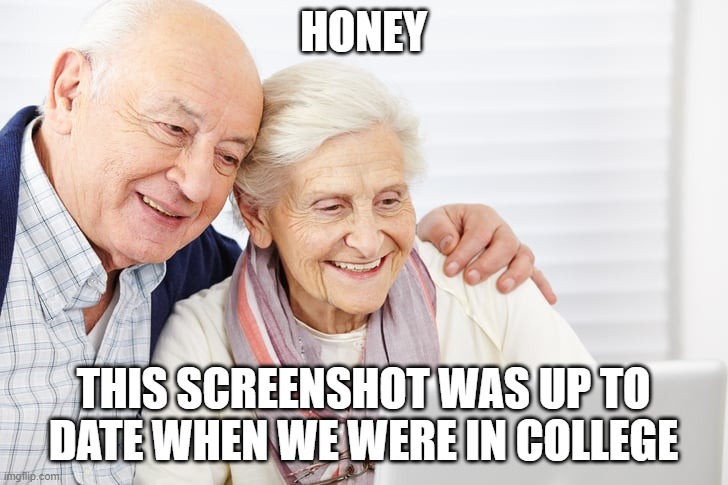 HONEY
THIS SCREENSHOT WAS UP TO
DATE WHEN WE WERE IN COLLEGE
imgflip.com